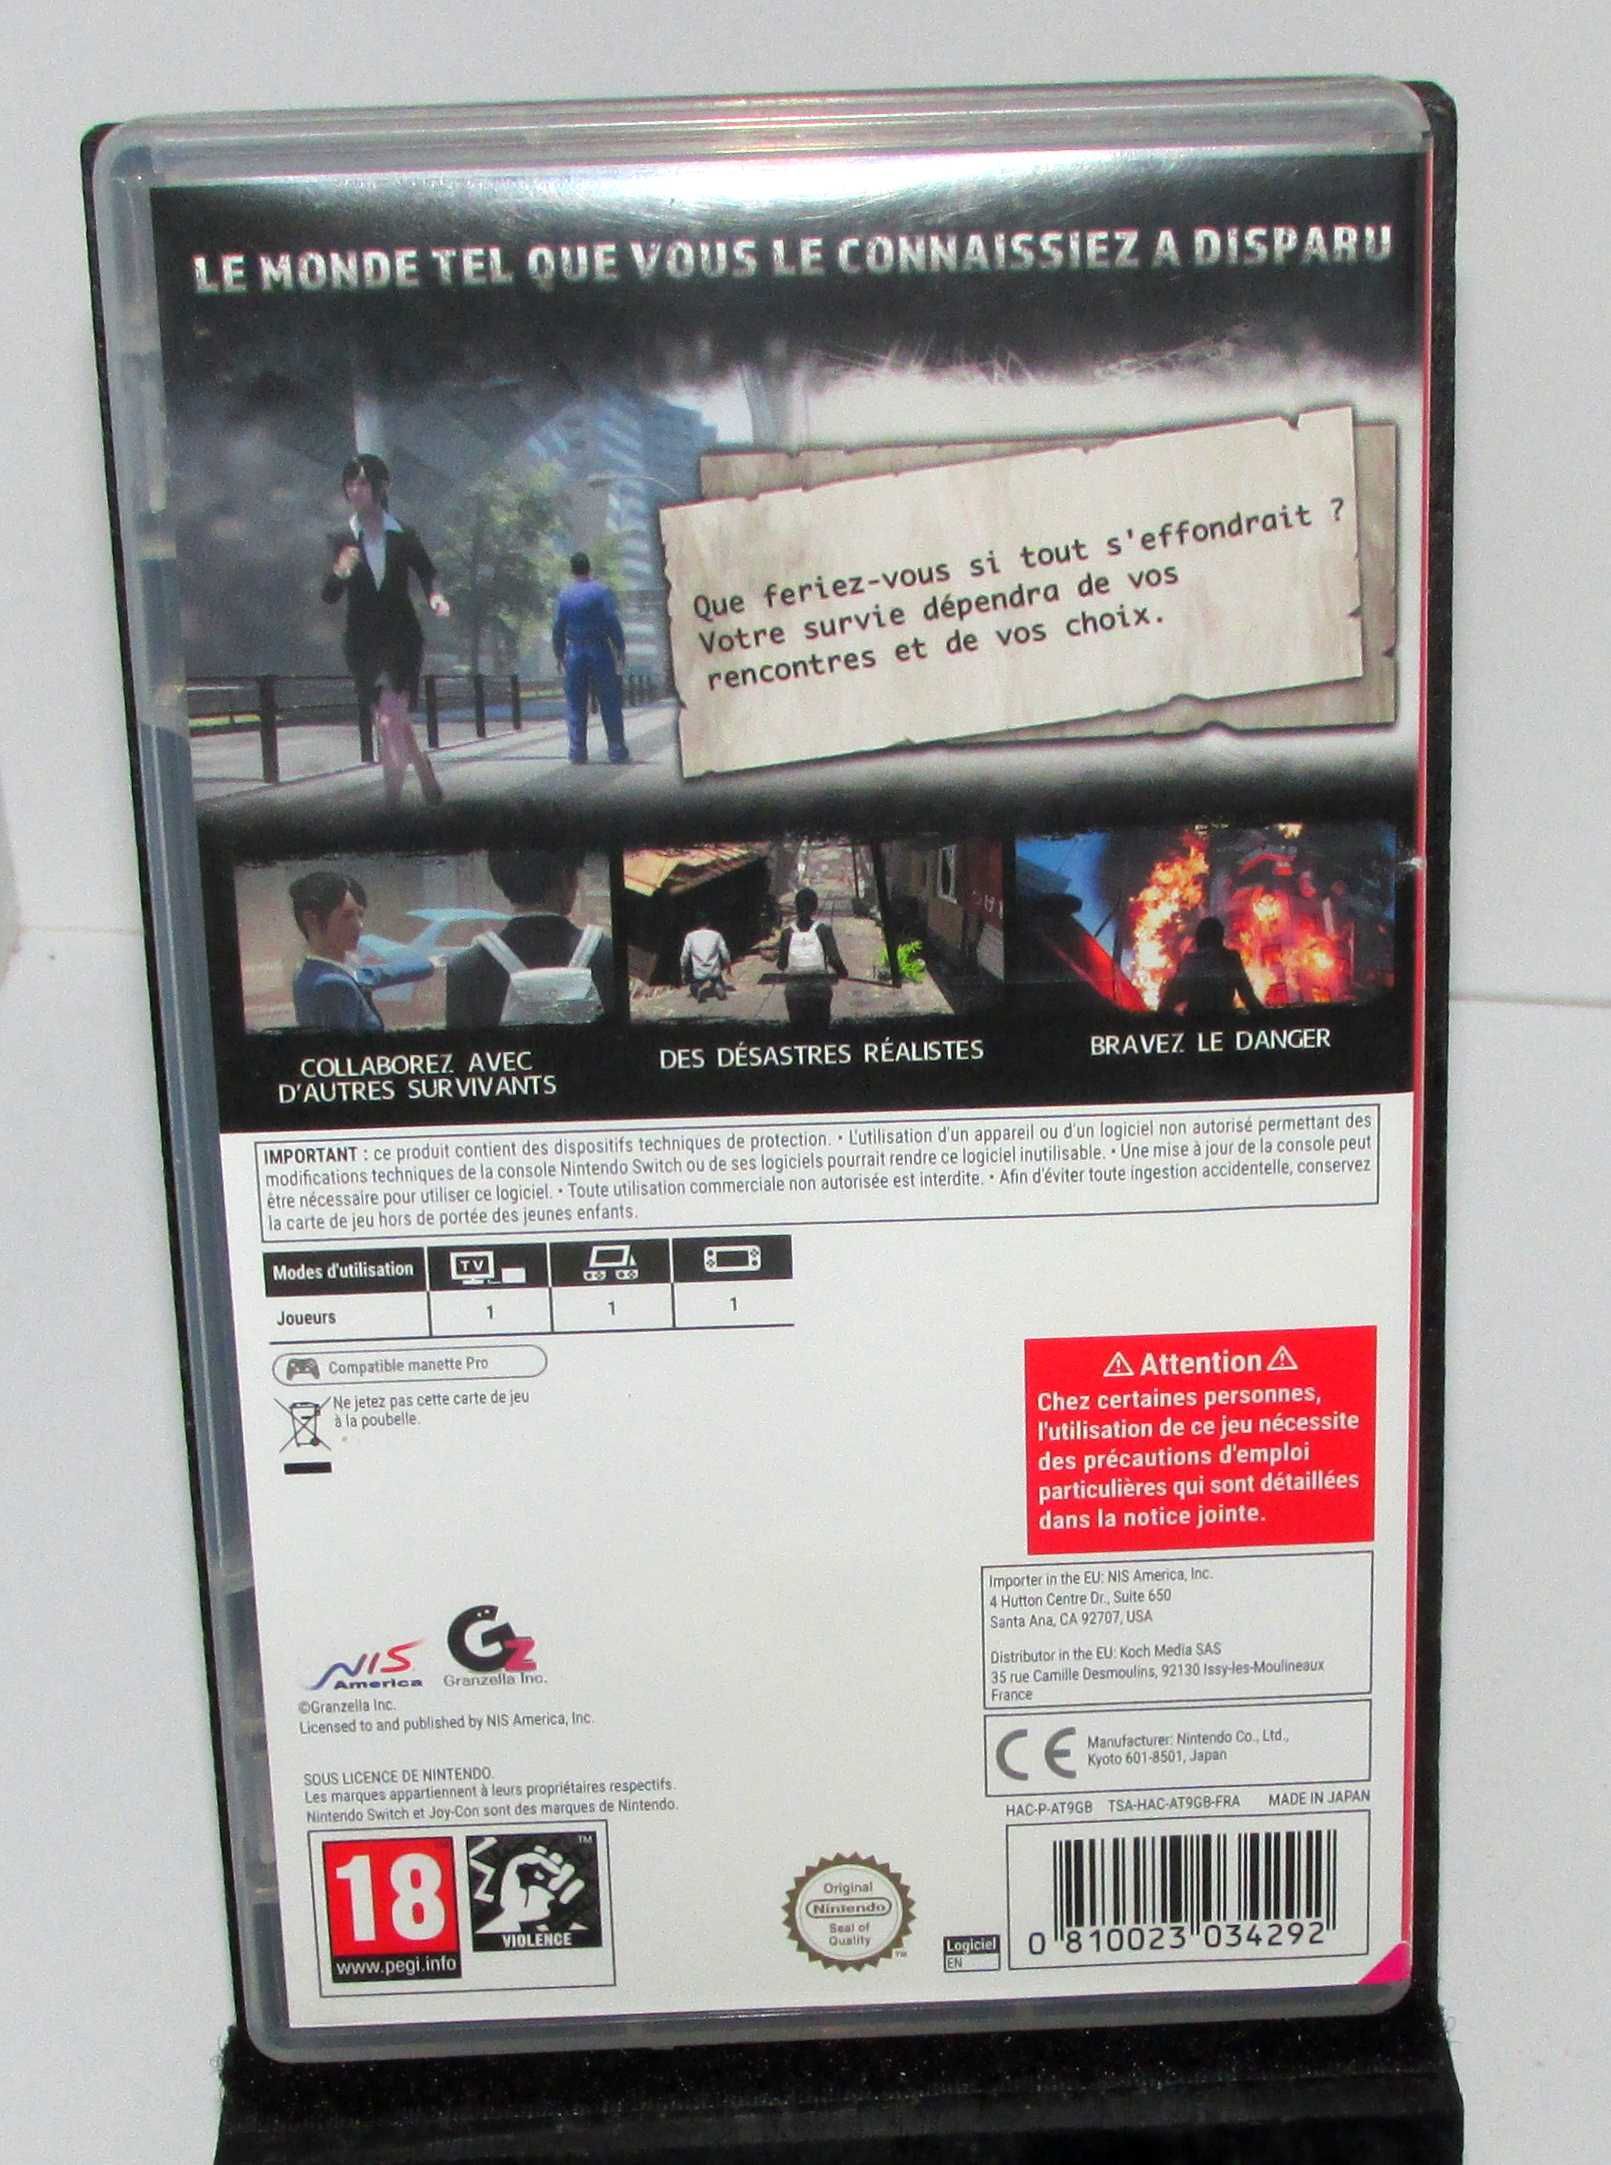 LE MONDE TEL QUE VOUS LE CONNAISSIEZ A DISPARU
Que feriez-vous si tout s'effondrait ?
Votre survie dépendra de vos
rencontres et de vos choix.
COLLABOREZ AVEC
D'AUTRES SURVIVANTS
DES DÉSASTRES RÉALISTES
BRAVEZ LE DANGER
IMPORTANT : ce produit contient des dispositifs techniques de protection. • L'utilisation d'un appareil ou d'un logiciel non autorisé permettant des
modifications techniques de la console Nintendo Switch ou de ses logiciels pourrait rendre ce logiciel inutilisable. • Une mise à jour de la console peut
être nécessaire pour utiliser ce logiciel. • Toute utilisation commerciale non autorisée est interdite. • Afin d'éviter toute ingestion accidentelle, conservez
la carte de jeu hors de portée des jeunes enfants.
Modes d'utilisation TV
Joueurs 1 1 1
Compatible manette Pro
Ne jetez pas cette carte de jeu
à la poubelle.
Attention
Chez certaines personnes,
l'utilisation de ce jeu nécessite
des précautions d'emploi
particulières qui sont détaillées
dans la notice jointe.
Importer in the EU: NIS America, Inc.
4 Hutton Centre Dr., Suite 650
Santa Ana, CA 92707, USA
Distributor in the EU: Koch Media SAS
35 rue Camille Desmoulins, 92130 Issy-les-Moulineaux
France
NIS
America
Gz
Granzella Inc.
©Granzella Inc.
Licensed to and published by NIS America, Inc.
CE
Manufacturer: Nintendo Co., Ltd.,
Kyoto 601-8501, Japan
SOUS LICENCE DE NINTENDO.
Les marques appartiennent à leurs propriétaires respectifs.
Nintendo Switch et Joy-Con sont des marques de Nintendo.
HAC-P-AT9GB TSA-HAC-AT9GB-FRA MADE IN JAPAN
18
www.pegi.info
TM
VIOLENCE
Original
Nintendo
Seal of
Quality
TM
Logiciel
EN
0 810023 034292